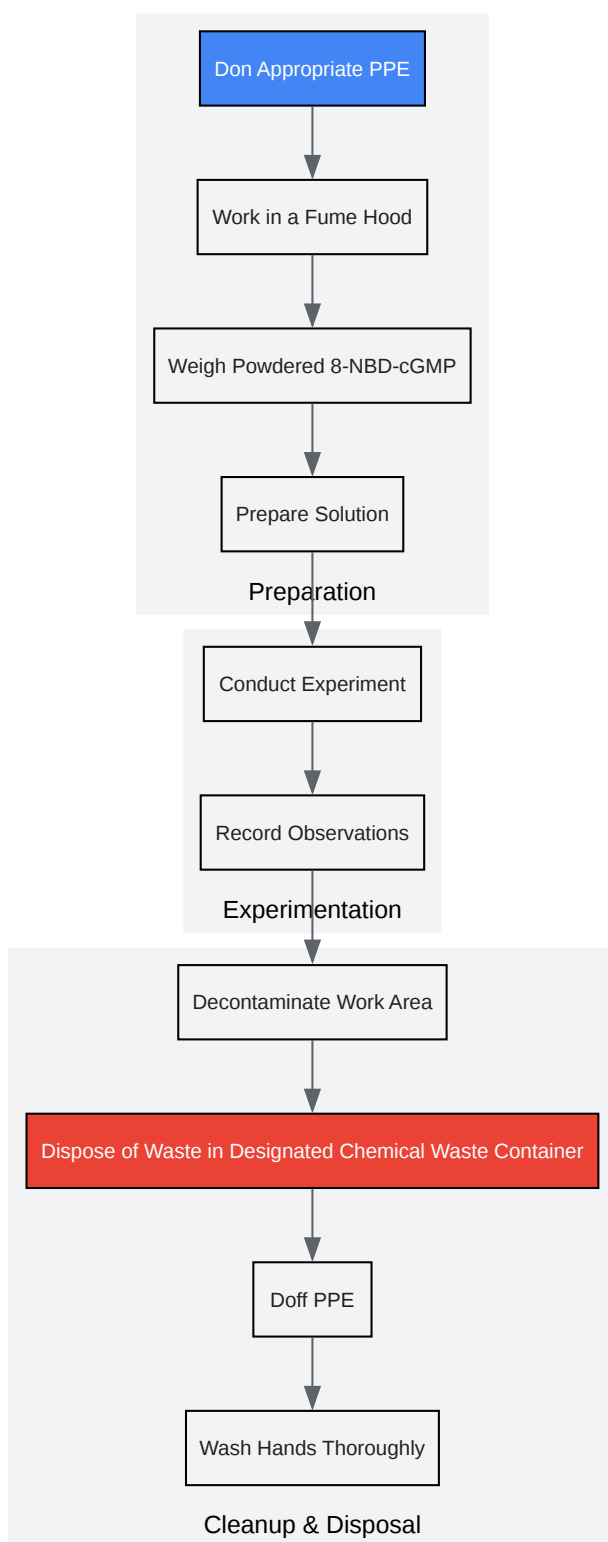 Don Appropriate PPE
Work in a Fume Hood
Weigh Powdered 8-NBD-cGMP
Prepare Solution
Preparation
Conduct Experiment
Record Observations
Experimentation
Decontaminate Work Area
Dispose of Waste in Designated Chemical Waste Container
Doff PPE
Wash Hands Thoroughly
Cleanup & Disposal